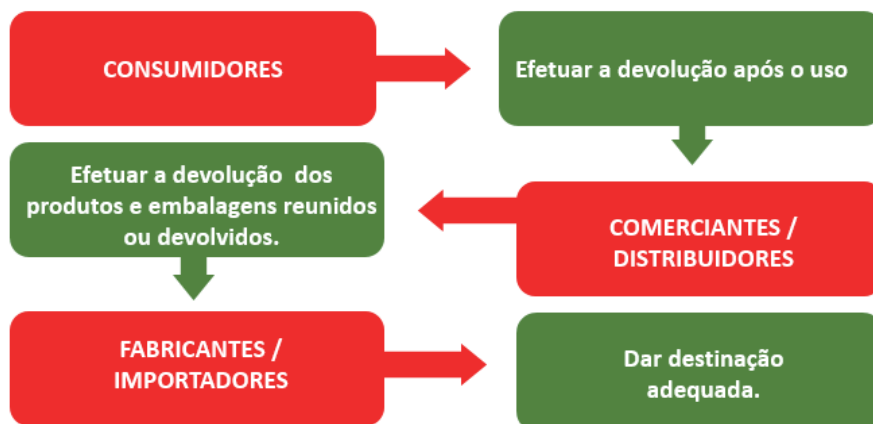 CONSUMIDORES
Efetuar a devolução após o uso
Efetuar a devolução dos
produtos e embalagens reunidos
ou devolvidos.
COMERCIANTES /
DISTRIBUIDORES
FABRICANTES /
IMPORTADORES
Dar destinação
adequada.